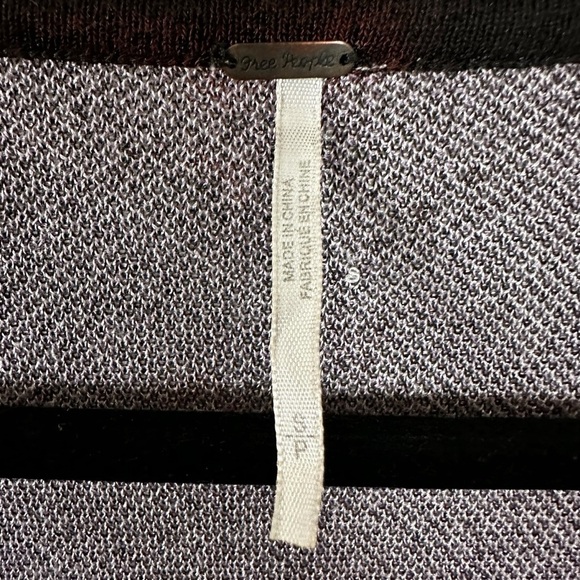 Free People
MADE IN CHINA
FABRIQUÉ EN CHINE
S/P